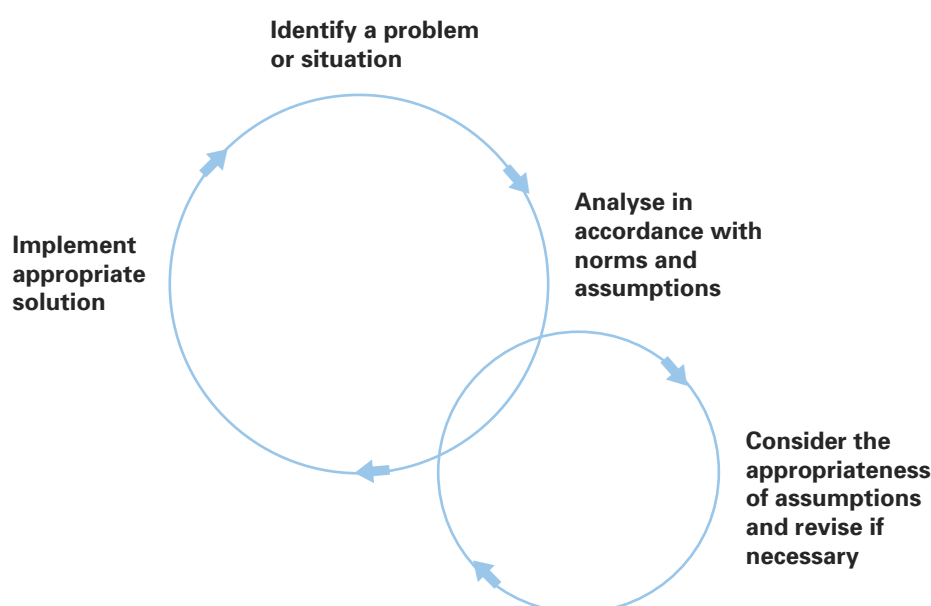 Identify a problem
or situation
Analyse in
accordance with
norms and
assumptions
Implement
appropriate
solution
Consider the
appropriateness
of assumptions
and revise if
necessary